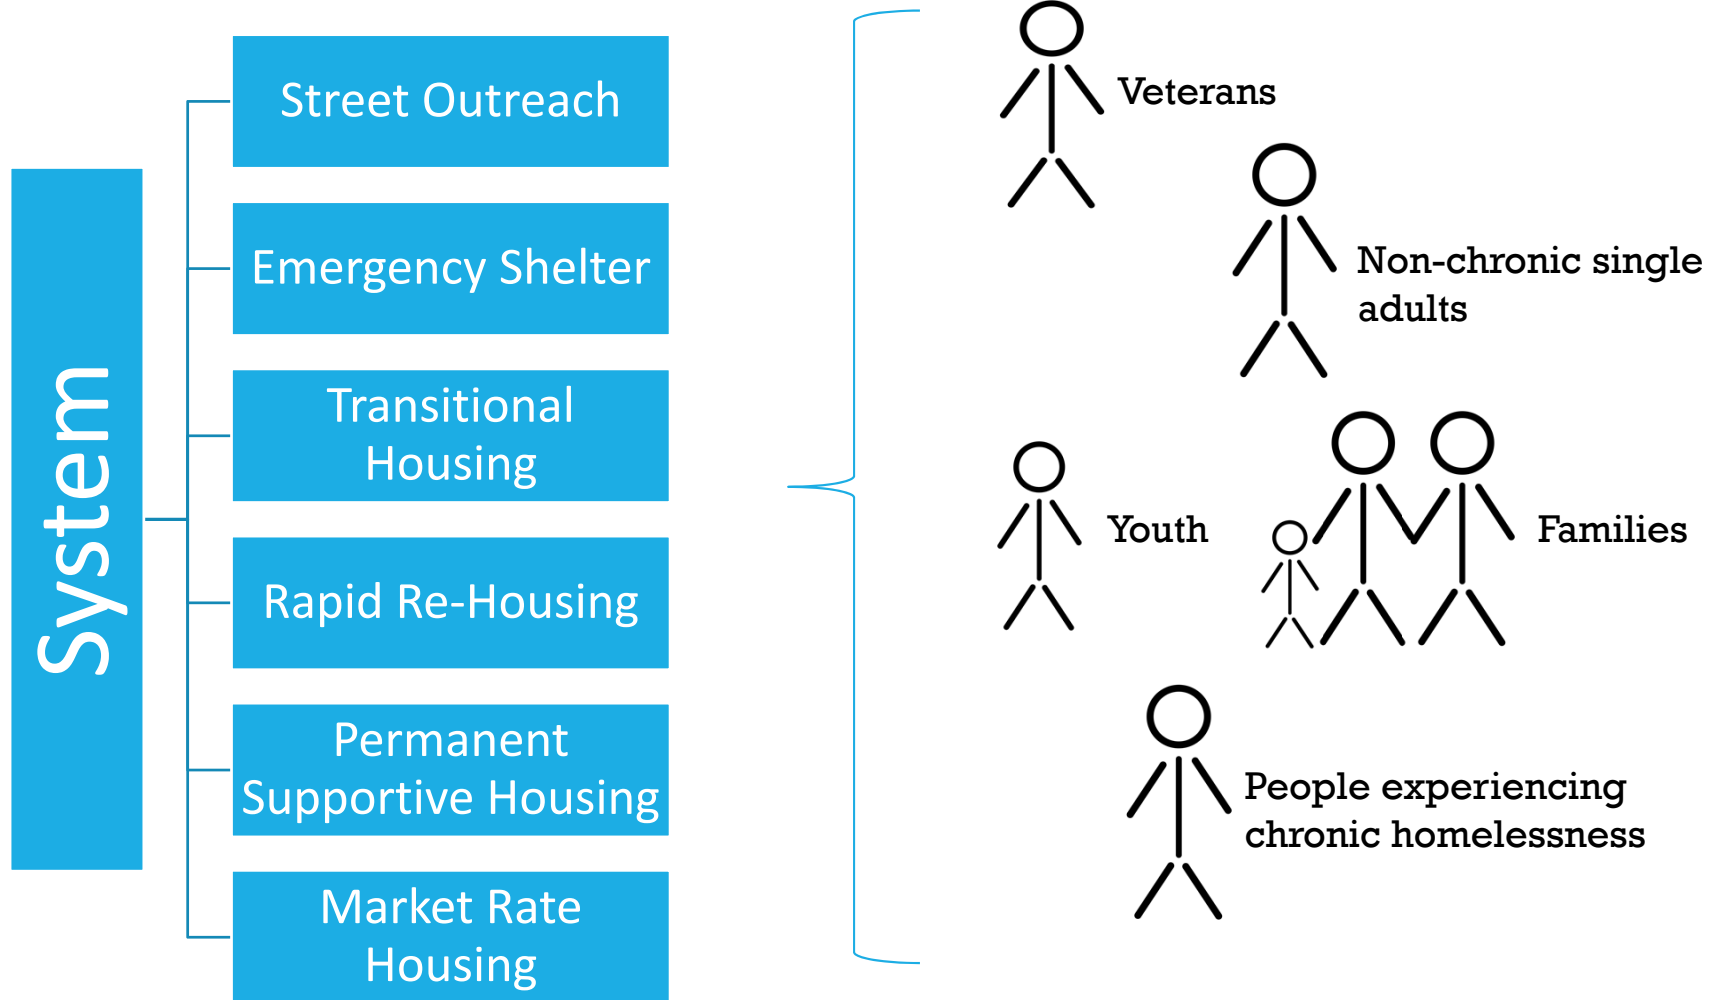 System
Street Outreach
Emergency Shelter
Transitional
Housing
Rapid Re-Housing
Permanent
Supportive Housing
Market Rate
Housing
Veterans
Non-chronic single
adults
Youth
Families
People experiencing
chronic homelessness